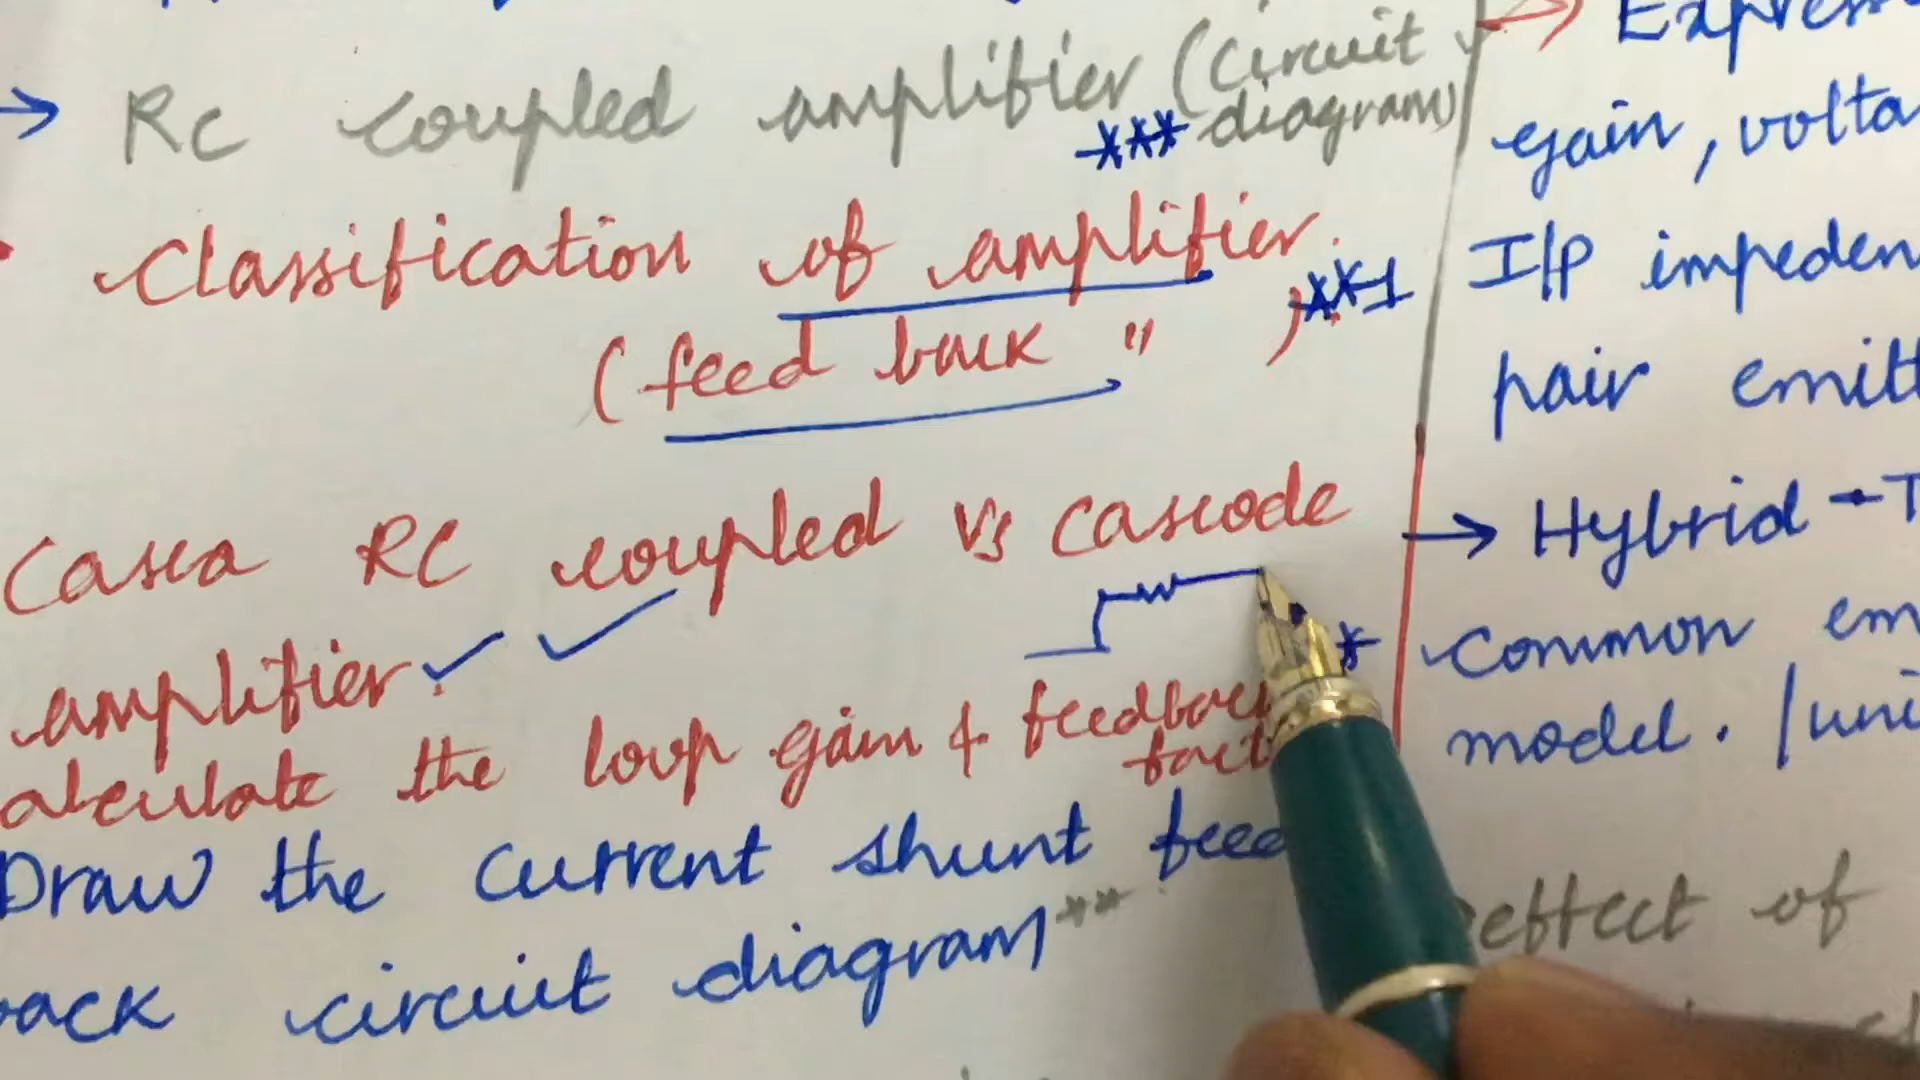 → RC coupled amplifier (circuit
*** diagram)
Classification of amplifier.
(feed back " ) **1
Casca RC coupled Vs Cascode
amplifier.
alculate the loop gain & feedback
fact
Draw the current shunt feed
back circuit diagram **
→ Express
gain, volta
I/P impeden
pair emitt
→ Hybrid - T
* common em
model. / uni
effect of